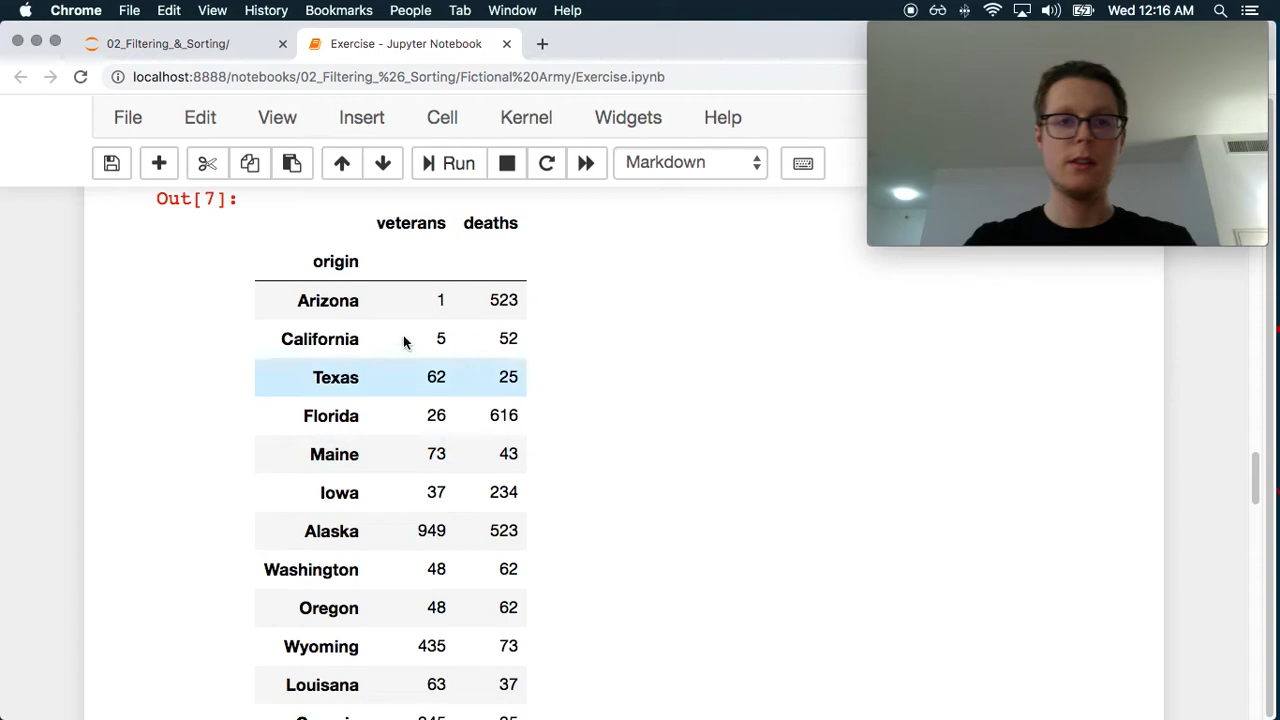 Chrome File Edit View History Bookmarks People Tab Window Help Wed 12:16 AM
02_Filtering_&_Sorting/ Exercise - Jupyter Notebook
localhost:8888/notebooks/02_Filtering_%26_Sorting/Fictional%20Army/Exercise.ipynb
File Edit View Insert Cell Kernel Widgets Help
Run Markdown
Out[7]:
veterans deaths
origin
Arizona 1 523
California 5 52
Texas 62 25
Florida 26 616
Maine 73 43
Iowa 37 234
Alaska 949 523
Washington 48 62
Oregon 48 62
Wyoming 435 73
Louisana 63 37